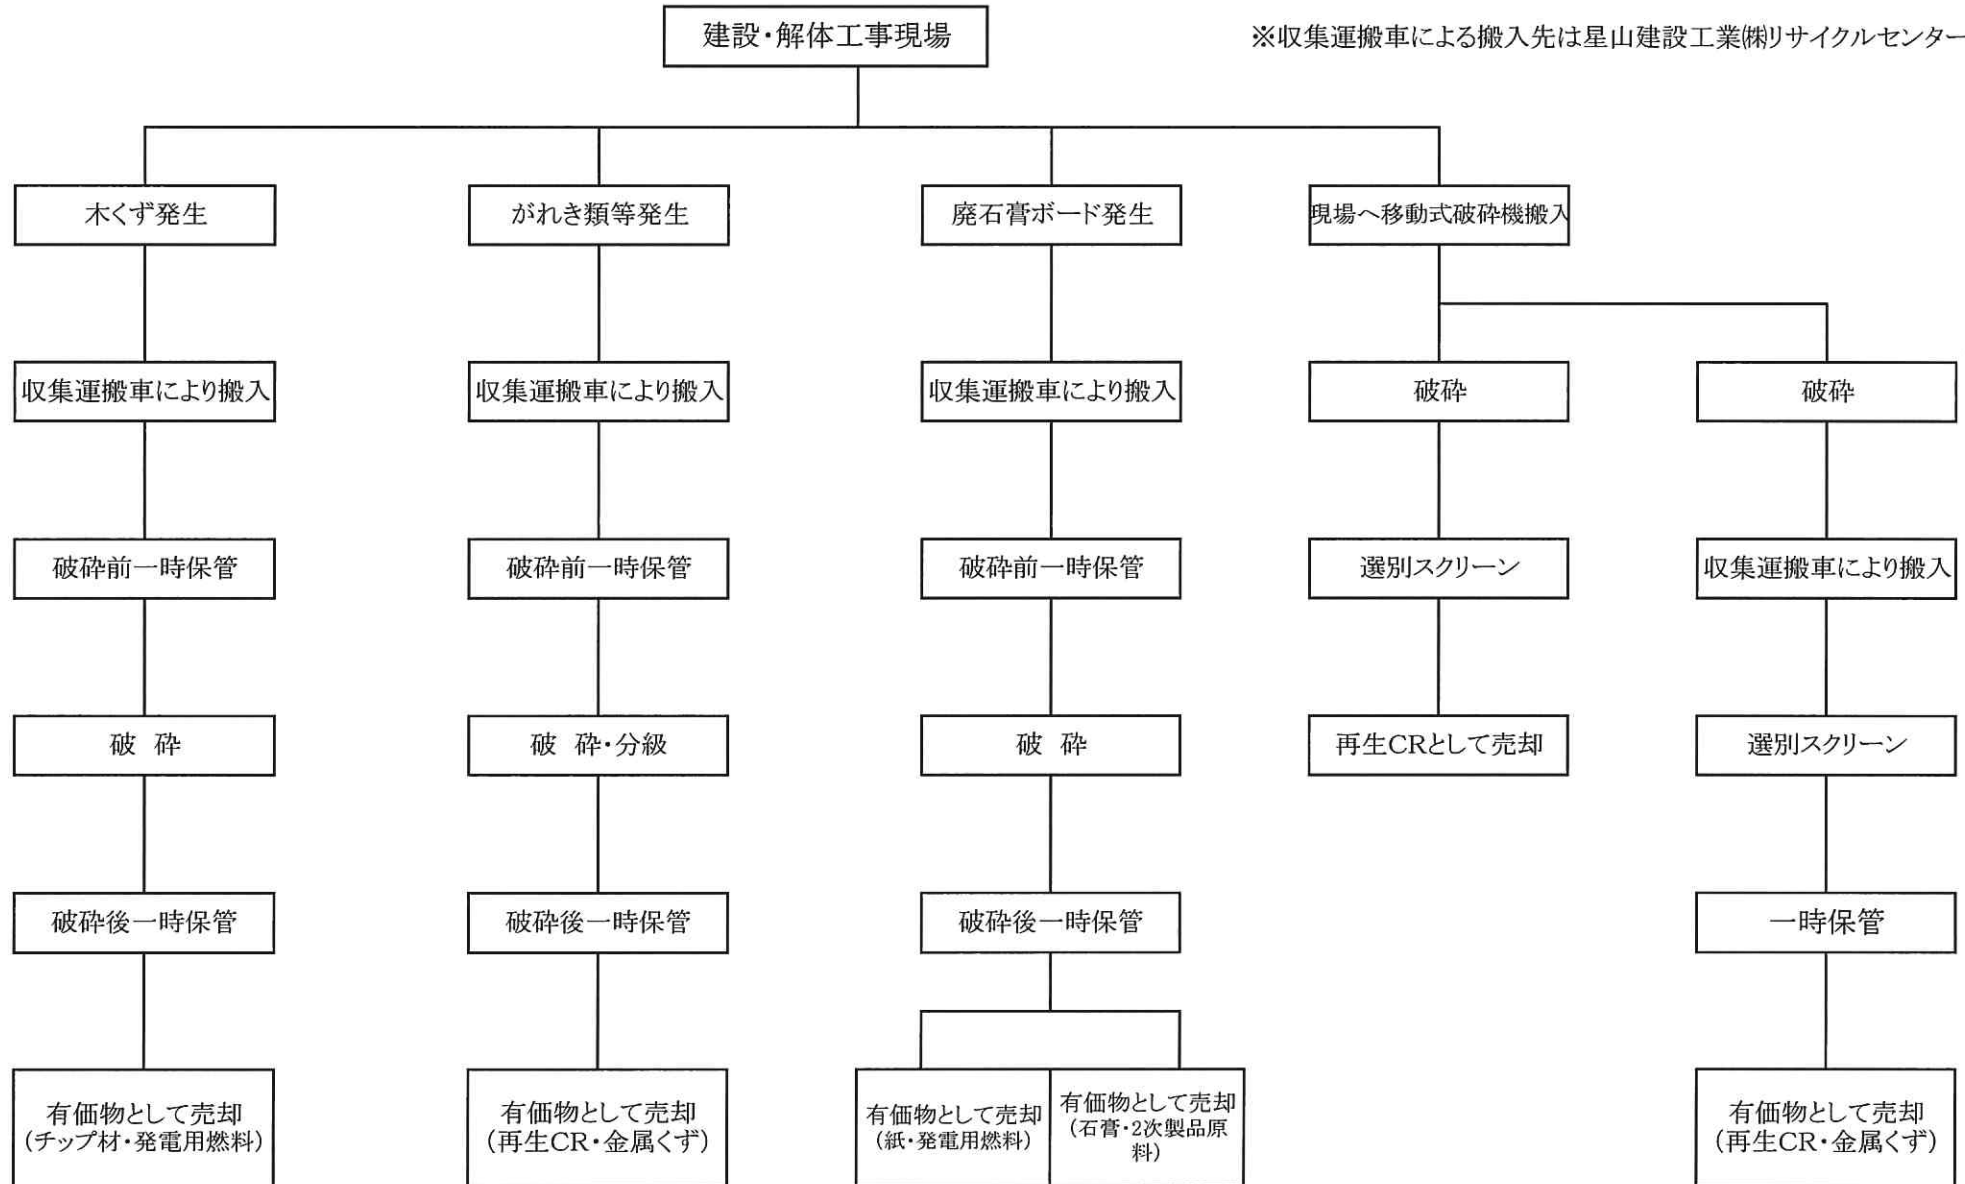 建設・解体工事現場
※収集運搬車による搬入先は星山建設工業㈱リサイクルセンター
木くず発生
がれき類等発生
廃石膏ボード発生
現場へ移動式破砕機搬入
収集運搬車により搬入
収集運搬車により搬入
収集運搬車により搬入
破砕
破砕
破砕前一時保管
破砕前一時保管
破砕前一時保管
選別スクリーン
収集運搬車により搬入
破　砕
破　砕・分級
破　砕
再生CRとして売却
選別スクリーン
破砕後一時保管
破砕後一時保管
破砕後一時保管
一時保管
有価物として売却
（チップ材・発電用燃料）
有価物として売却
（再生CR・金属くず）
有価物として売却
（紙・発電用燃料）
有価物として売却
（石膏・2次製品原
料）
有価物として売却
（再生CR・金属くず）